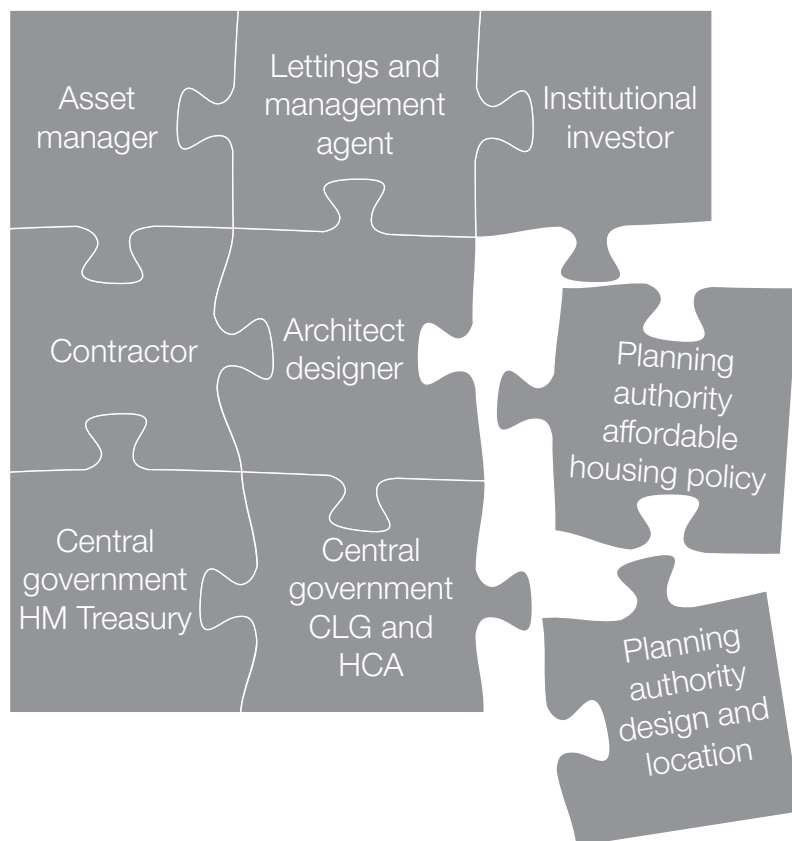 Asset
manager
Lettings and
management
agent
Institutional
investor
Contractor
Architect
designer
Planning
authority
affordable
housing policy
Central
government
HM Treasury
Central
government
CLG and
HCA
Planning
authority
design and
location